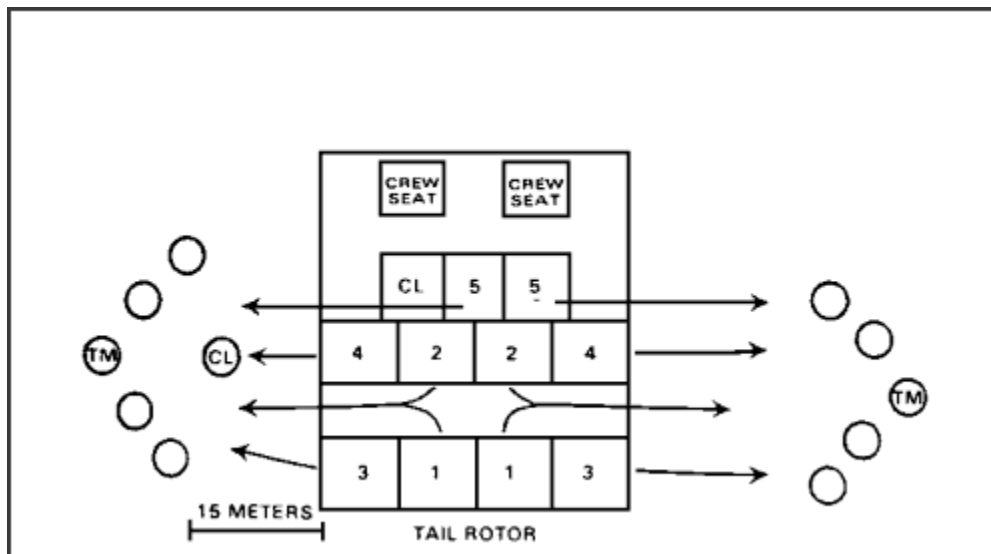 CREW
SEAT
CREW
SEAT
CL 5 5
TM CL 4 2 2 4
TM
3 1 1 3
15 METERS
TAIL ROTOR